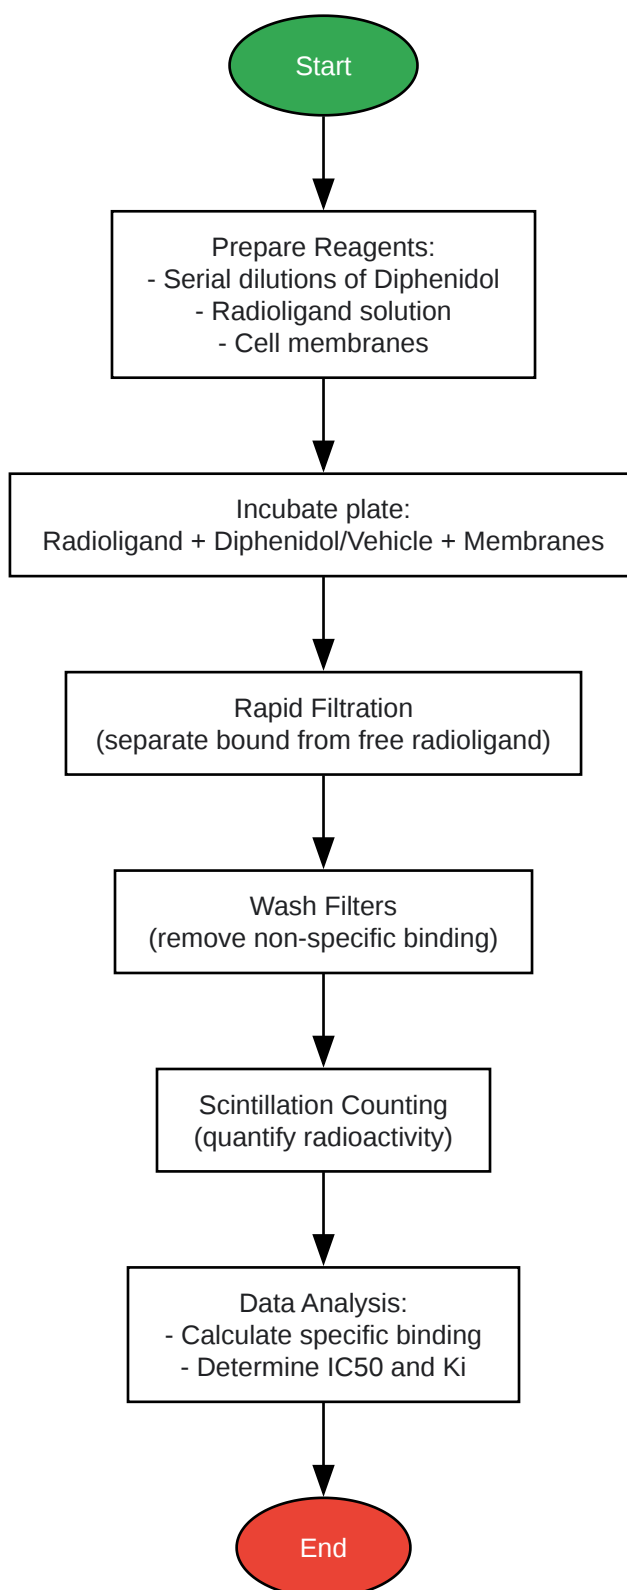 Start
Prepare Reagents:
- Serial dilutions of Diphenidol
- Radioligand solution
- Cell membranes
Incubate plate:
Radioligand + Diphenidol/Vehicle + Membranes
Rapid Filtration
(separate bound from free radioligand)
Wash Filters
(remove non-specific binding)
Scintillation Counting
(quantify radioactivity)
Data Analysis:
- Calculate specific binding
- Determine IC50 and Ki
End